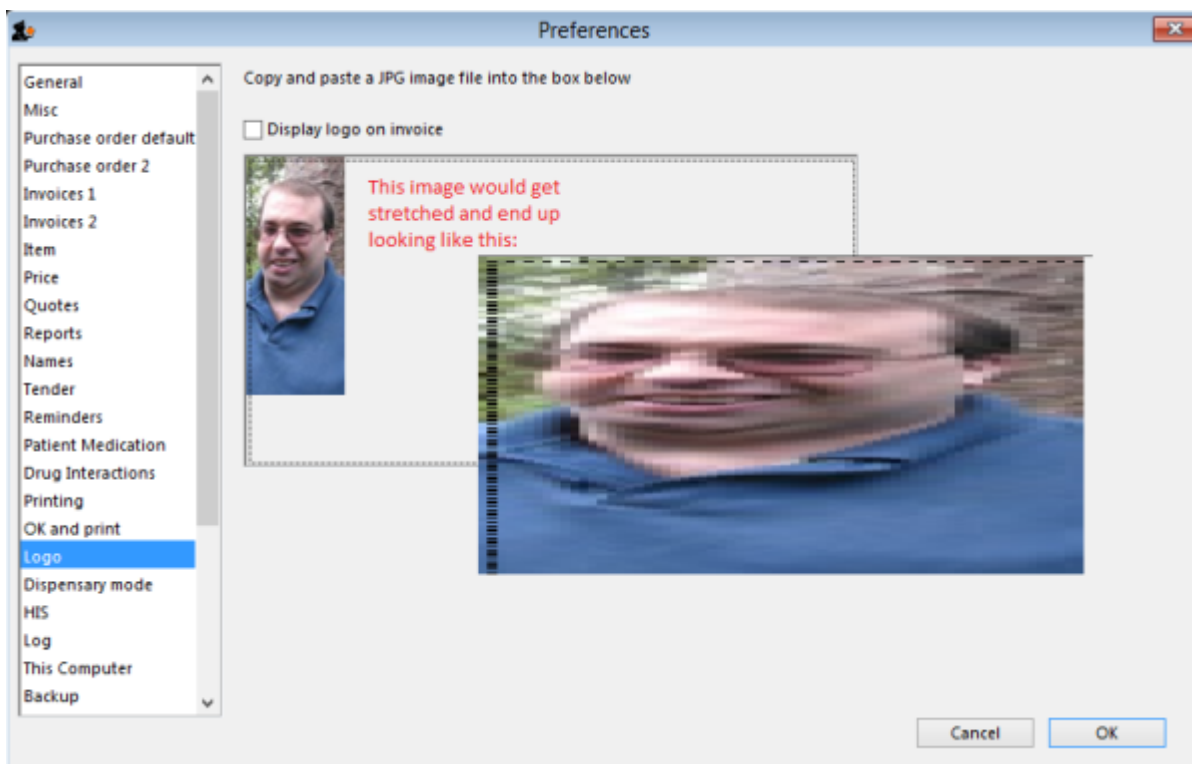 Preferences
General
Misc
Purchase order default
Purchase order 2
Invoices 1
Invoices 2
Item
Price
Quotes
Reports
Names
Tender
Reminders
Patient Medication
Drug Interactions
Printing
OK and print
Logo
Dispensary mode
HIS
Log
This Computer
Backup
Copy and paste a JPG image file into the box below
Display logo on invoice
This image would get
stretched and end up
looking like this:
Cancel
OK